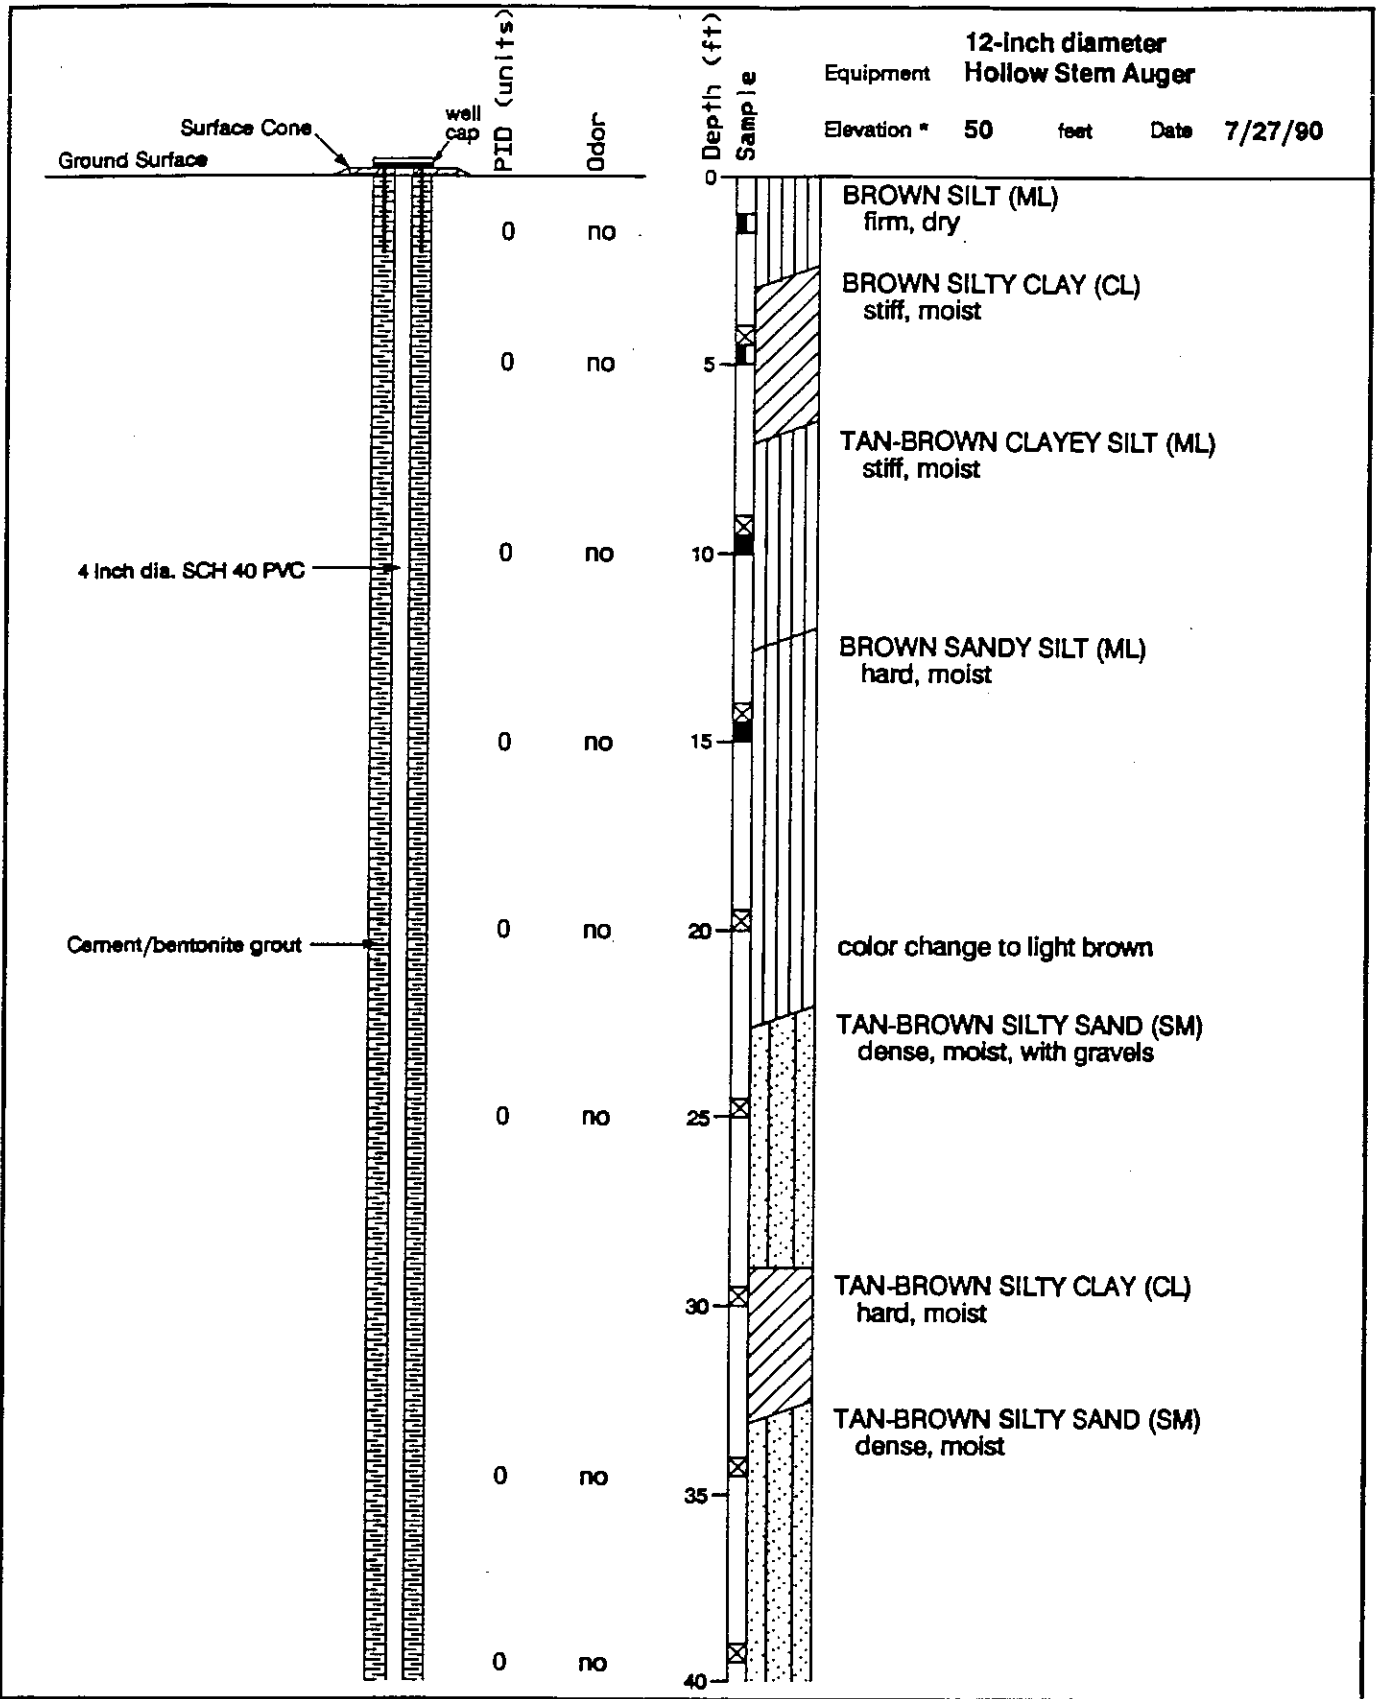 PID (units)
Odor
Depth (ft)
Sample
12-inch diameter
Equipment Hollow Stem Auger
Elevation * 50 feet Date 7/27/90
Surface Cone
well
cap
Ground Surface
0
BROWN SILT (ML)
firm, dry
0 no
BROWN SILTY CLAY (CL)
stiff, moist
0 no
5
TAN-BROWN CLAYEY SILT (ML)
stiff, moist
0 no
10
4 inch dia. SCH 40 PVC
BROWN SANDY SILT (ML)
hard, moist
0 no
15
0 no
20
Cement/bentonite grout
color change to light brown
TAN-BROWN SILTY SAND (SM)
dense, moist, with gravels
0 no
25
TAN-BROWN SILTY CLAY (CL)
hard, moist
30
TAN-BROWN SILTY SAND (SM)
dense, moist
0 no
35
0 no
40